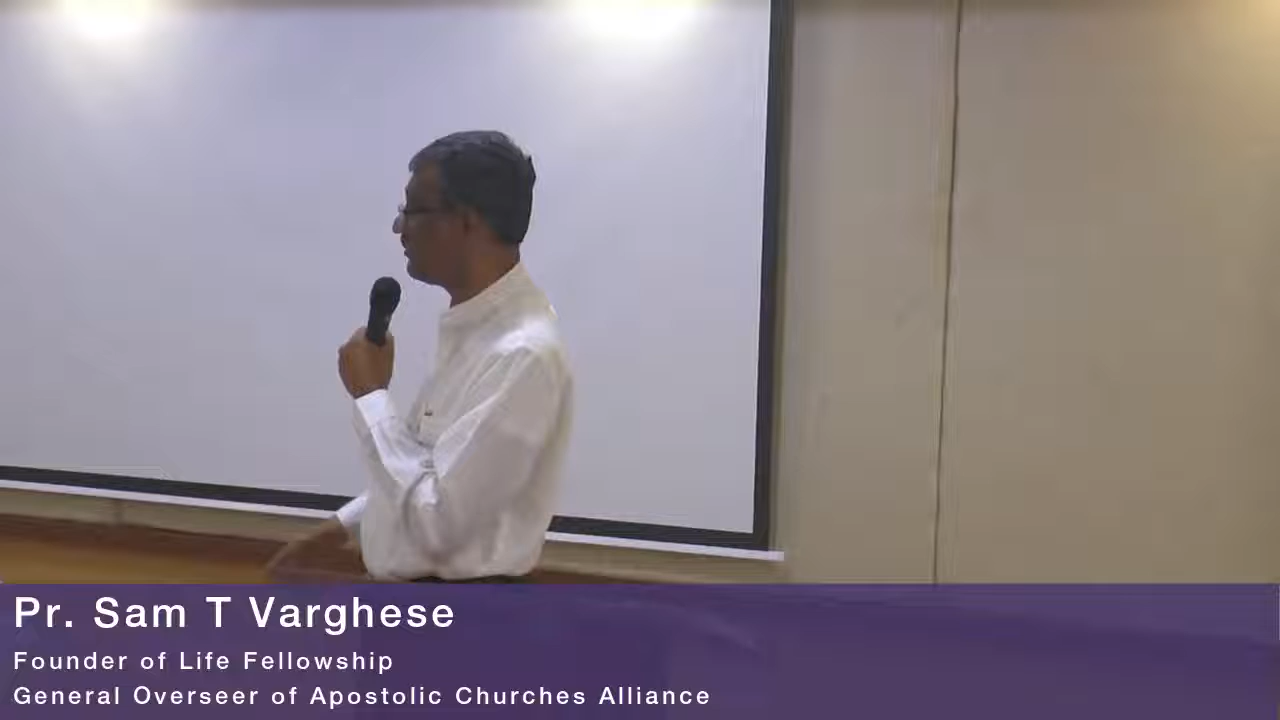 Pr. Sam T Varghese
Founder of Life Fellowship
General Overseer of Apostolic Churches Alliance